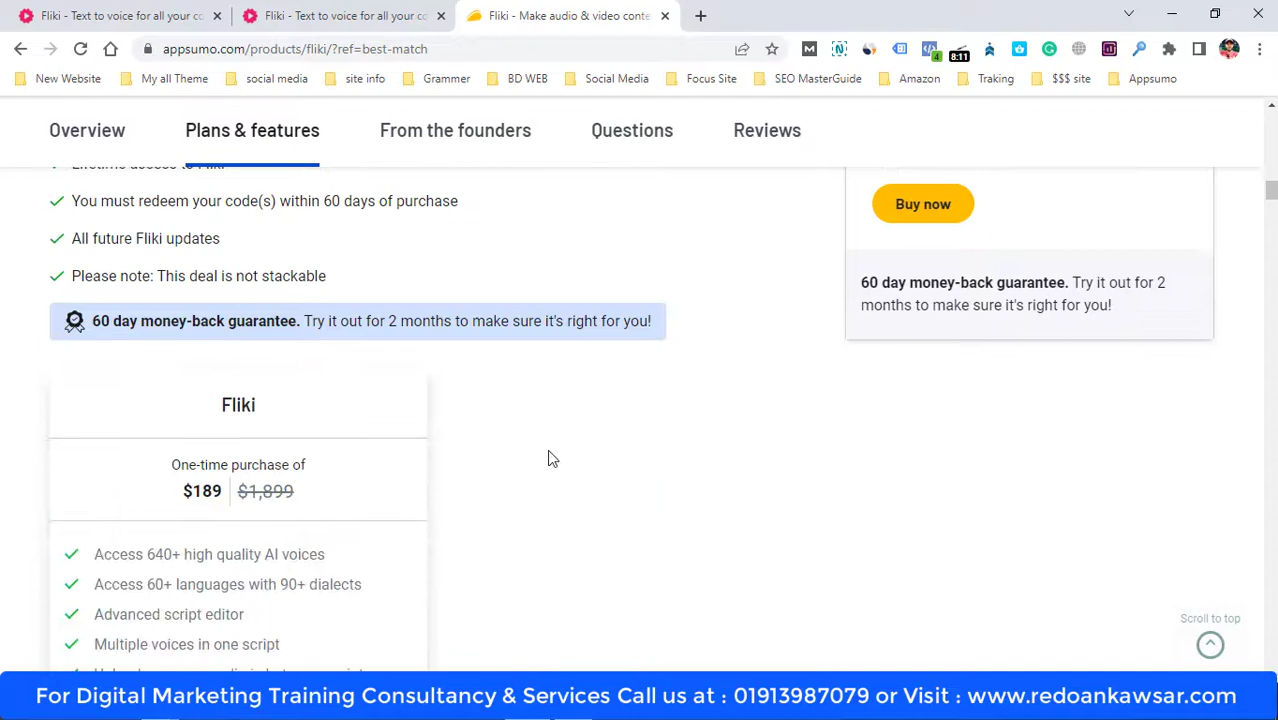 Fliki - Text to voice for all your co
Fliki - Text to voice for all your co
Fliki - Make audio & video conte
appsumo.com/products/fliki/?ref=best-match
4
8:11
New Website
My all Theme
social media
site info
Grammer
BD WEB
Social Media
Focus Site
SEO MasterGuide
Amazon
Traking
$$$ site
Appsumo
Overview
Plans & features
From the founders
Questions
Reviews
Lifetime access to Fliki
You must redeem your code(s) within 60 days of purchase
All future Fliki updates
Please note: This deal is not stackable
60 day money-back guarantee. Try it out for 2 months to make sure it's right for you!
Buy now
60 day money-back guarantee. Try it out for 2
months to make sure it's right for you!
Fliki
One-time purchase of
$189 $1,899
Access 640+ high quality AI voices
Access 60+ languages with 90+ dialects
Advanced script editor
Multiple voices in one script
Scroll to top
For Digital Marketing Training Consultancy & Services Call us at : 01913987079 or Visit : www.redoankawsar.com